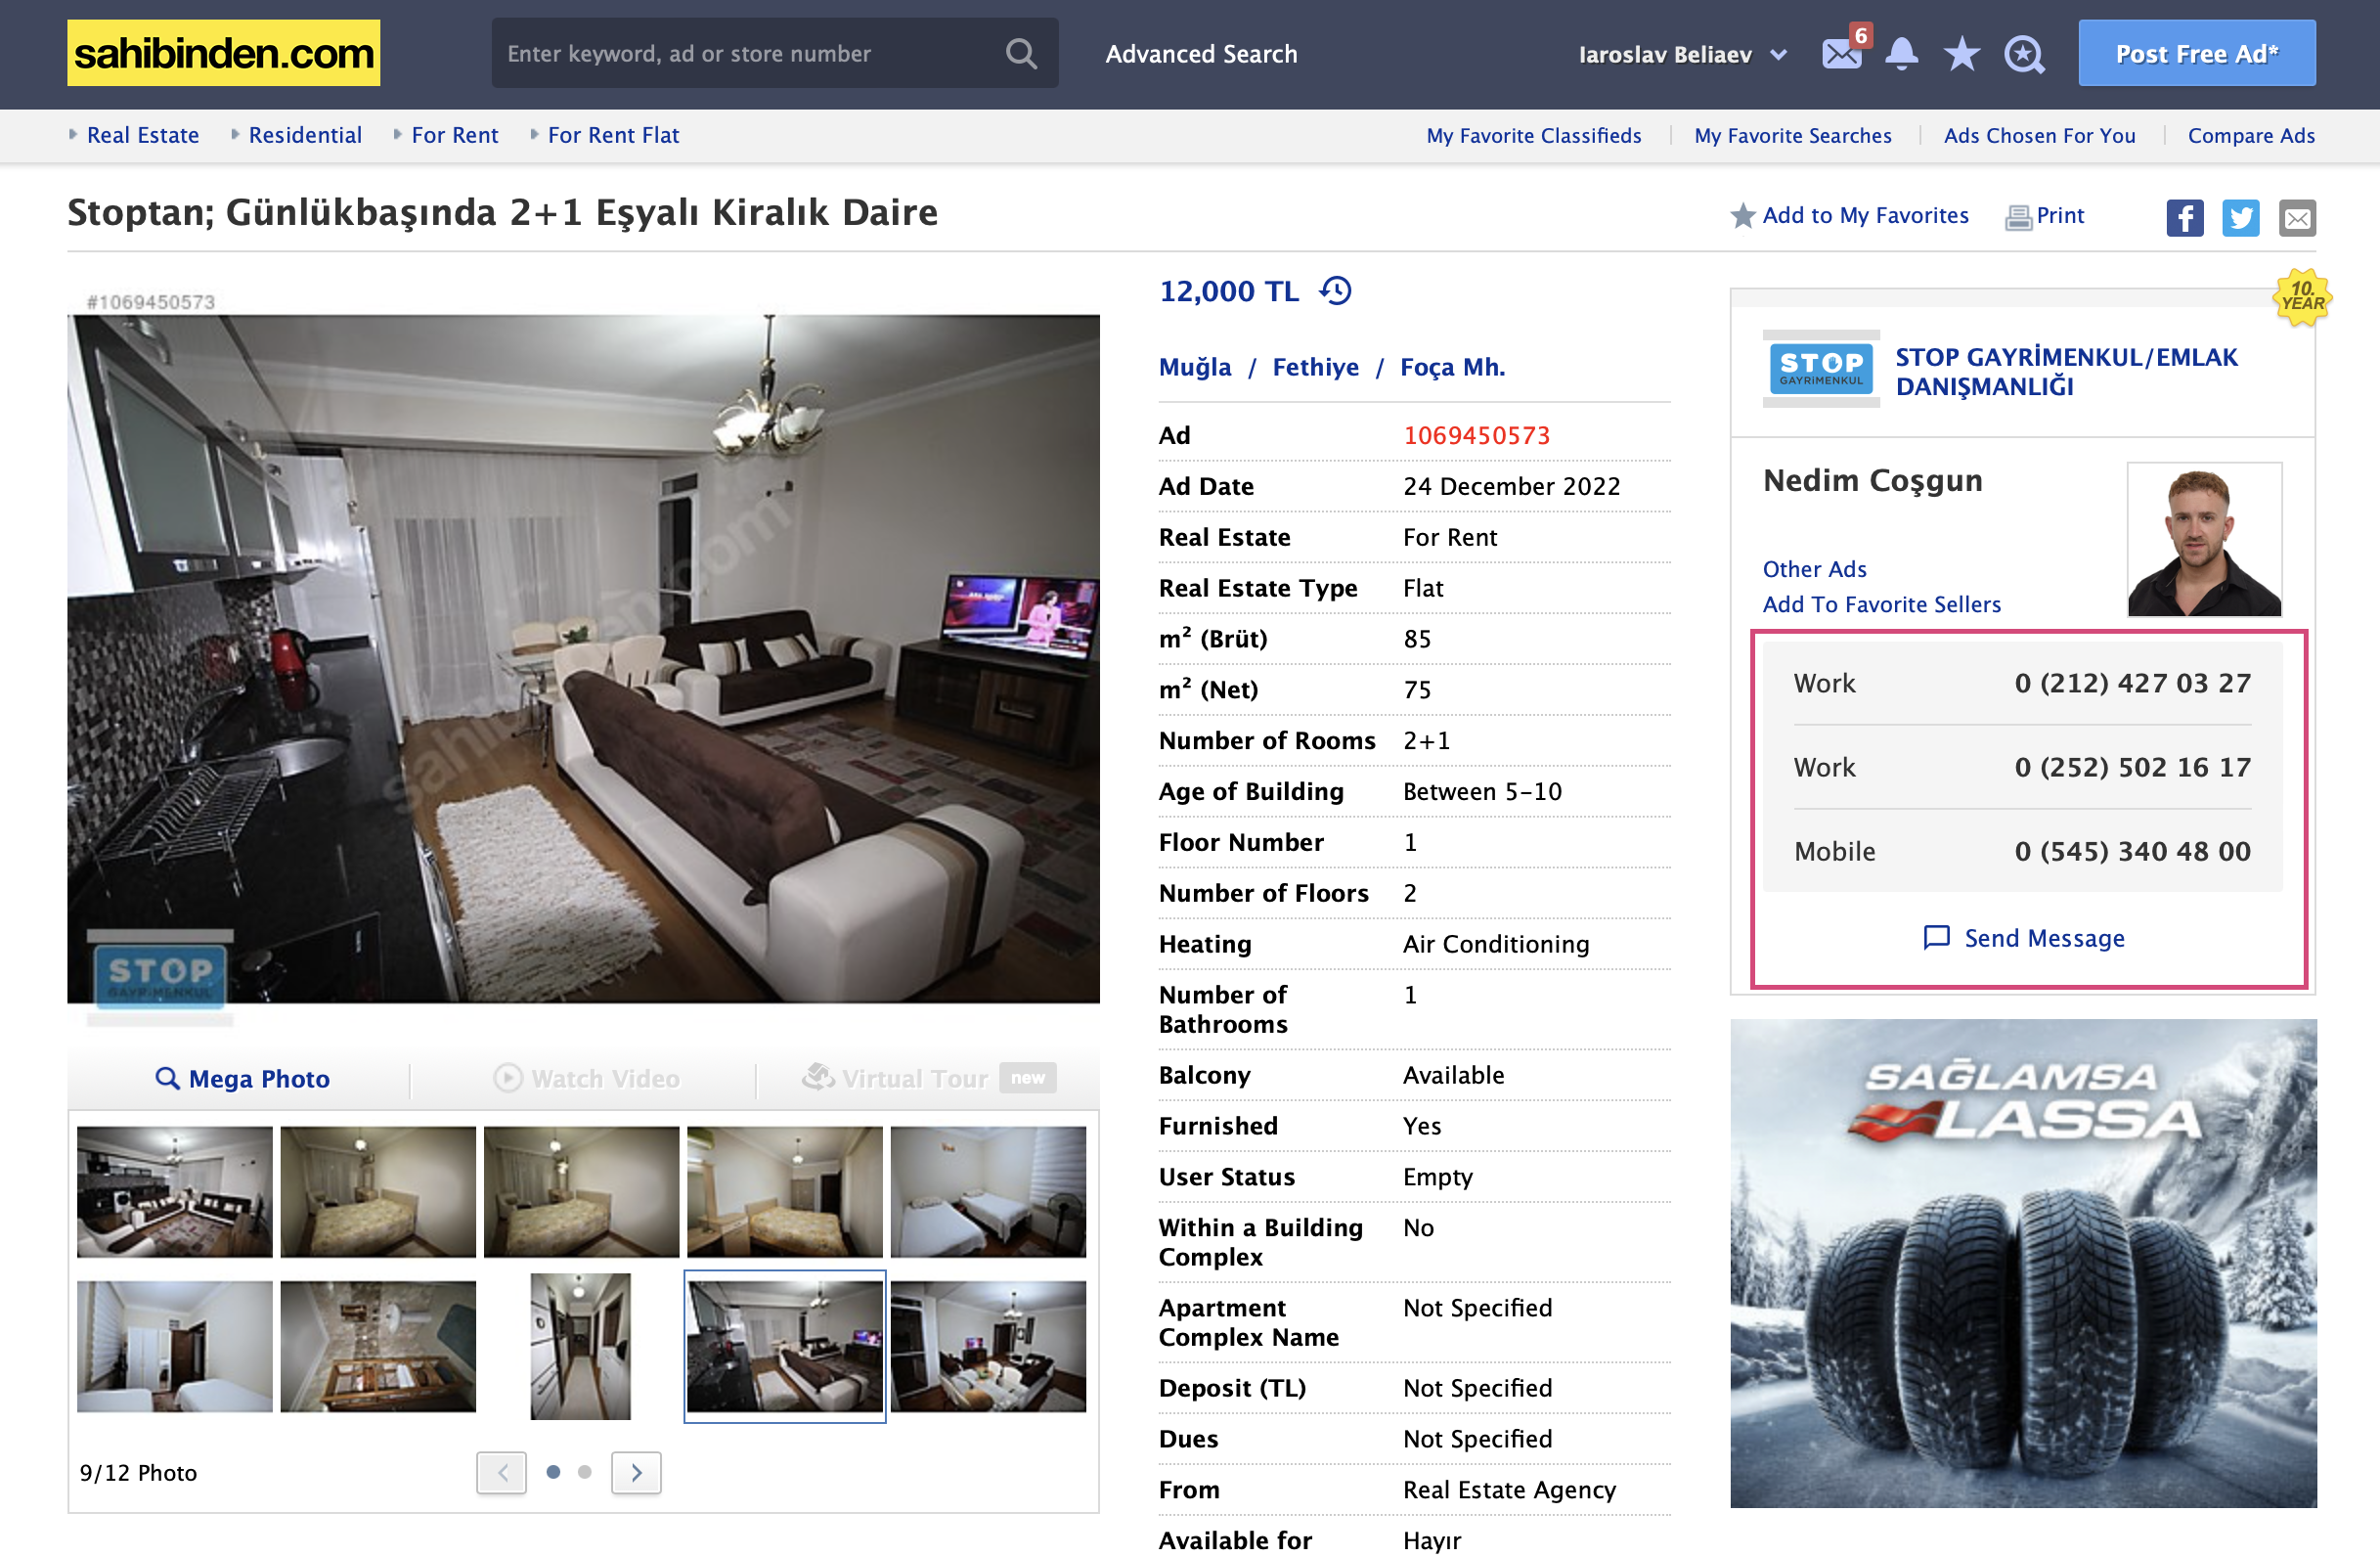 sahibinden.com
Enter keyword, ad or store number
Advanced Search
Iaroslav Beliaev
6
Post Free Ad*
Real Estate
Residential
For Rent
For Rent Flat
My Favorite Classifieds
My Favorite Searches
Ads Chosen For You
Compare Ads
Stoptan; Günlükbaşında 2+1 Eşyalı Kiralık Daire
Add to My Favorites
Print
#1069450573
sahibinden.com
STOP
GAYRİMENKUL
Mega Photo
Watch Video
Virtual Tour
new
9/12 Photo
12,000 TL
Muğla / Fethiye / Foça Mh.
Ad 1069450573
Ad Date 24 December 2022
Real Estate For Rent
Real Estate Type Flat
m² (Brüt) 85
m² (Net) 75
Number of Rooms 2+1
Age of Building Between 5-10
Floor Number 1
Number of Floors 2
Heating Air Conditioning
Number of 1
Bathrooms
Balcony Available
Furnished Yes
User Status Empty
Within a Building No
Complex
Apartment Not Specified
Complex Name
Deposit (TL) Not Specified
Dues Not Specified
From Real Estate Agency
Available for Hayır
10.
YEAR
STOP
GAYRİMENKUL
STOP GAYRİMENKUL/EMLAK
DANIŞMANLIĞI
Nedim Coşgun
Other Ads
Add To Favorite Sellers
Work 0 (212) 427 03 27
Work 0 (252) 502 16 17
Mobile 0 (545) 340 48 00
Send Message
SAĞLAMSA
LASSA